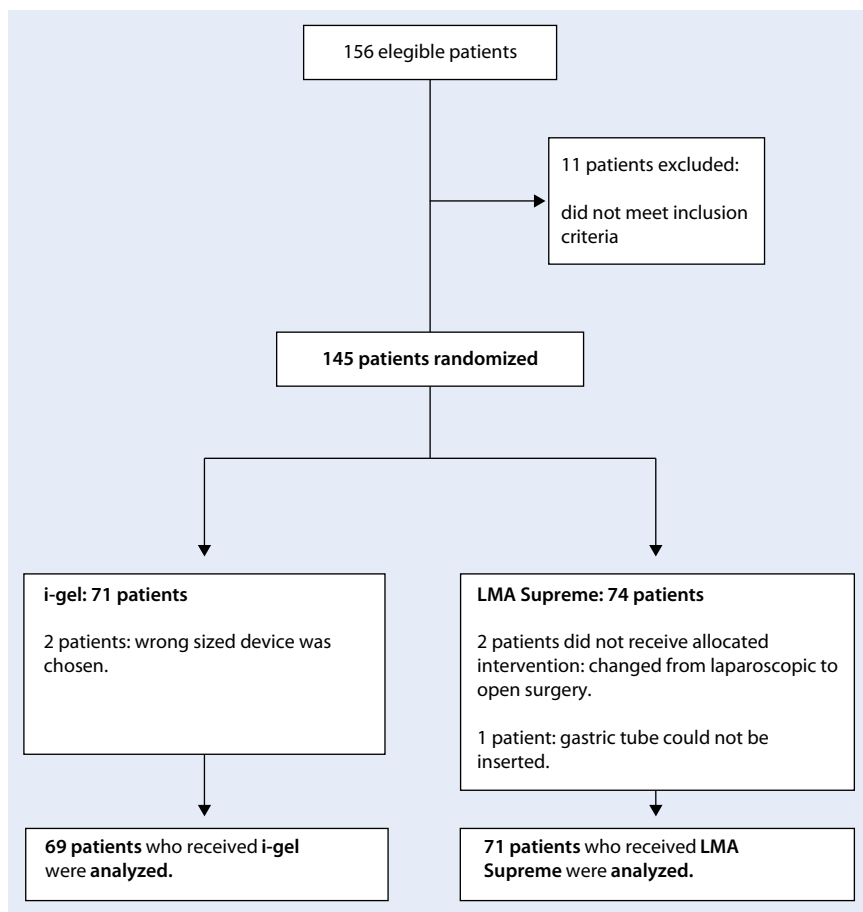 156 elegible patients
11 patients excluded:
did not meet inclusion
criteria
145 patients randomized
i-gel: 71 patients
2 patients: wrong sized device was
chosen.
LMA Supreme: 74 patients
2 patients did not receive allocated
intervention: changed from laparoscopic to
open surgery.
1 patient: gastric tube could not be
inserted.
69 patients who received i-gel
were analyzed.
71 patients who received LMA
Supreme were analyzed.